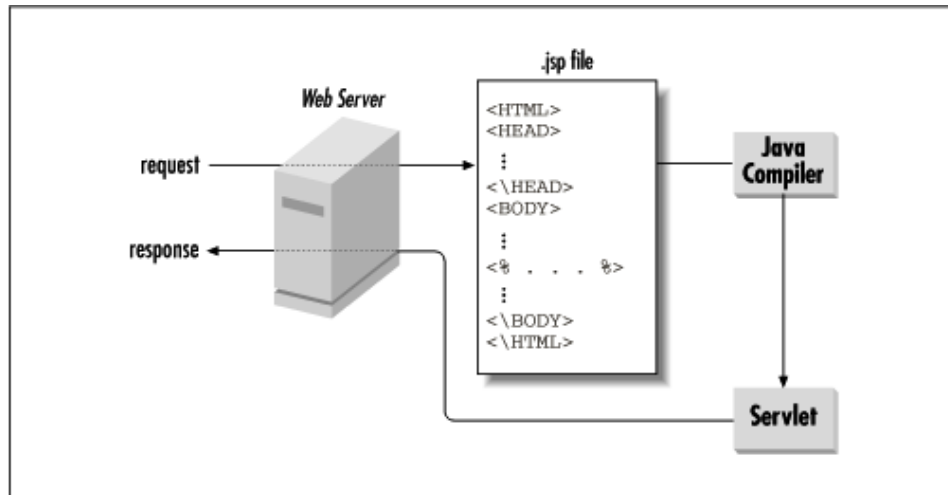 .jsp file
Web Server
request
response
<HTML>
<HEAD>
⋮
<\HEAD>
<BODY>
⋮
<% . . . %>
⋮
<\BODY>
<\HTML>
Java
Compiler
Servlet